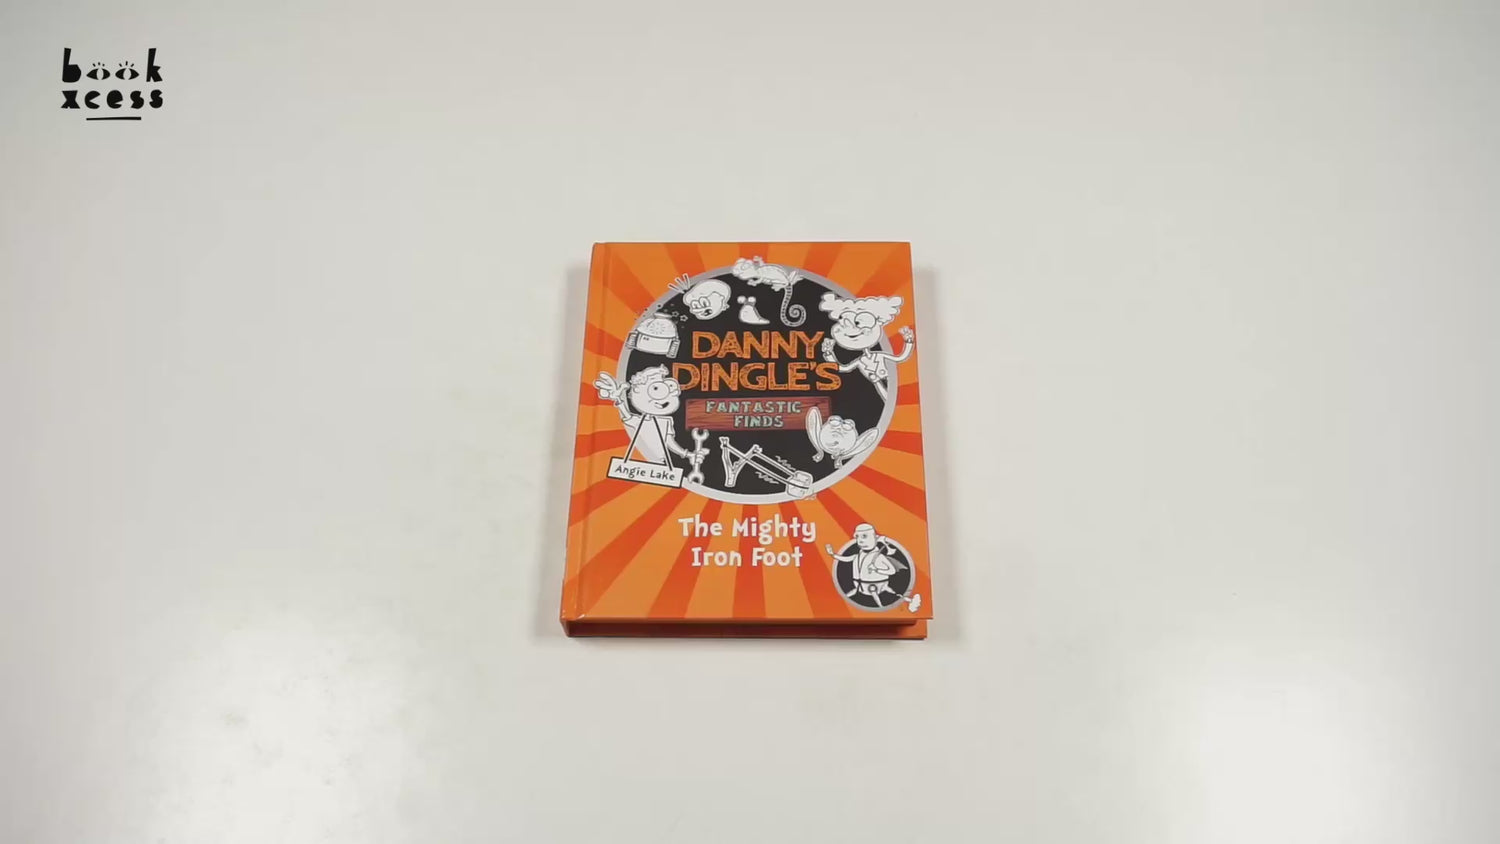 book
xcess
DANNY
DINGLE'S
FANTASTIC
FINDS
Angie Lake
The Mighty
Iron Foot